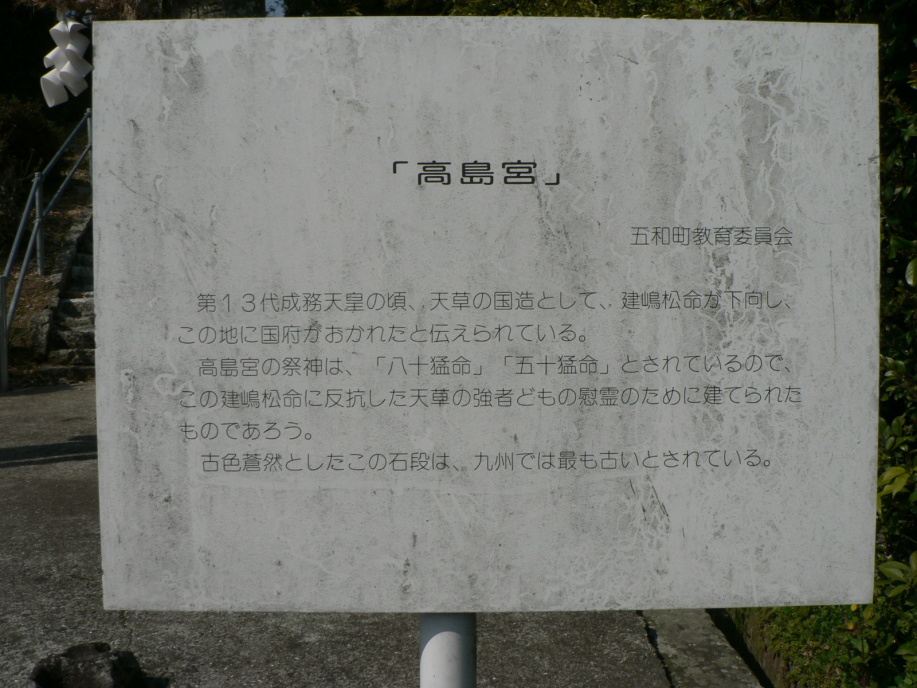 「高島宮」
五和町教育委員会
第１３代成務天皇の頃、天草の国造として、建嶋松命が下向し、
この地に国府がおかれたと伝えられている。
高島宮の祭神は、「八十猛命」「五十猛命」とされているので、
この建嶋松命に反抗した天草の強者どもの慰霊のために建てられた
ものであろう。
古色蒼然としたこの石段は、九州では最も古いとされている。